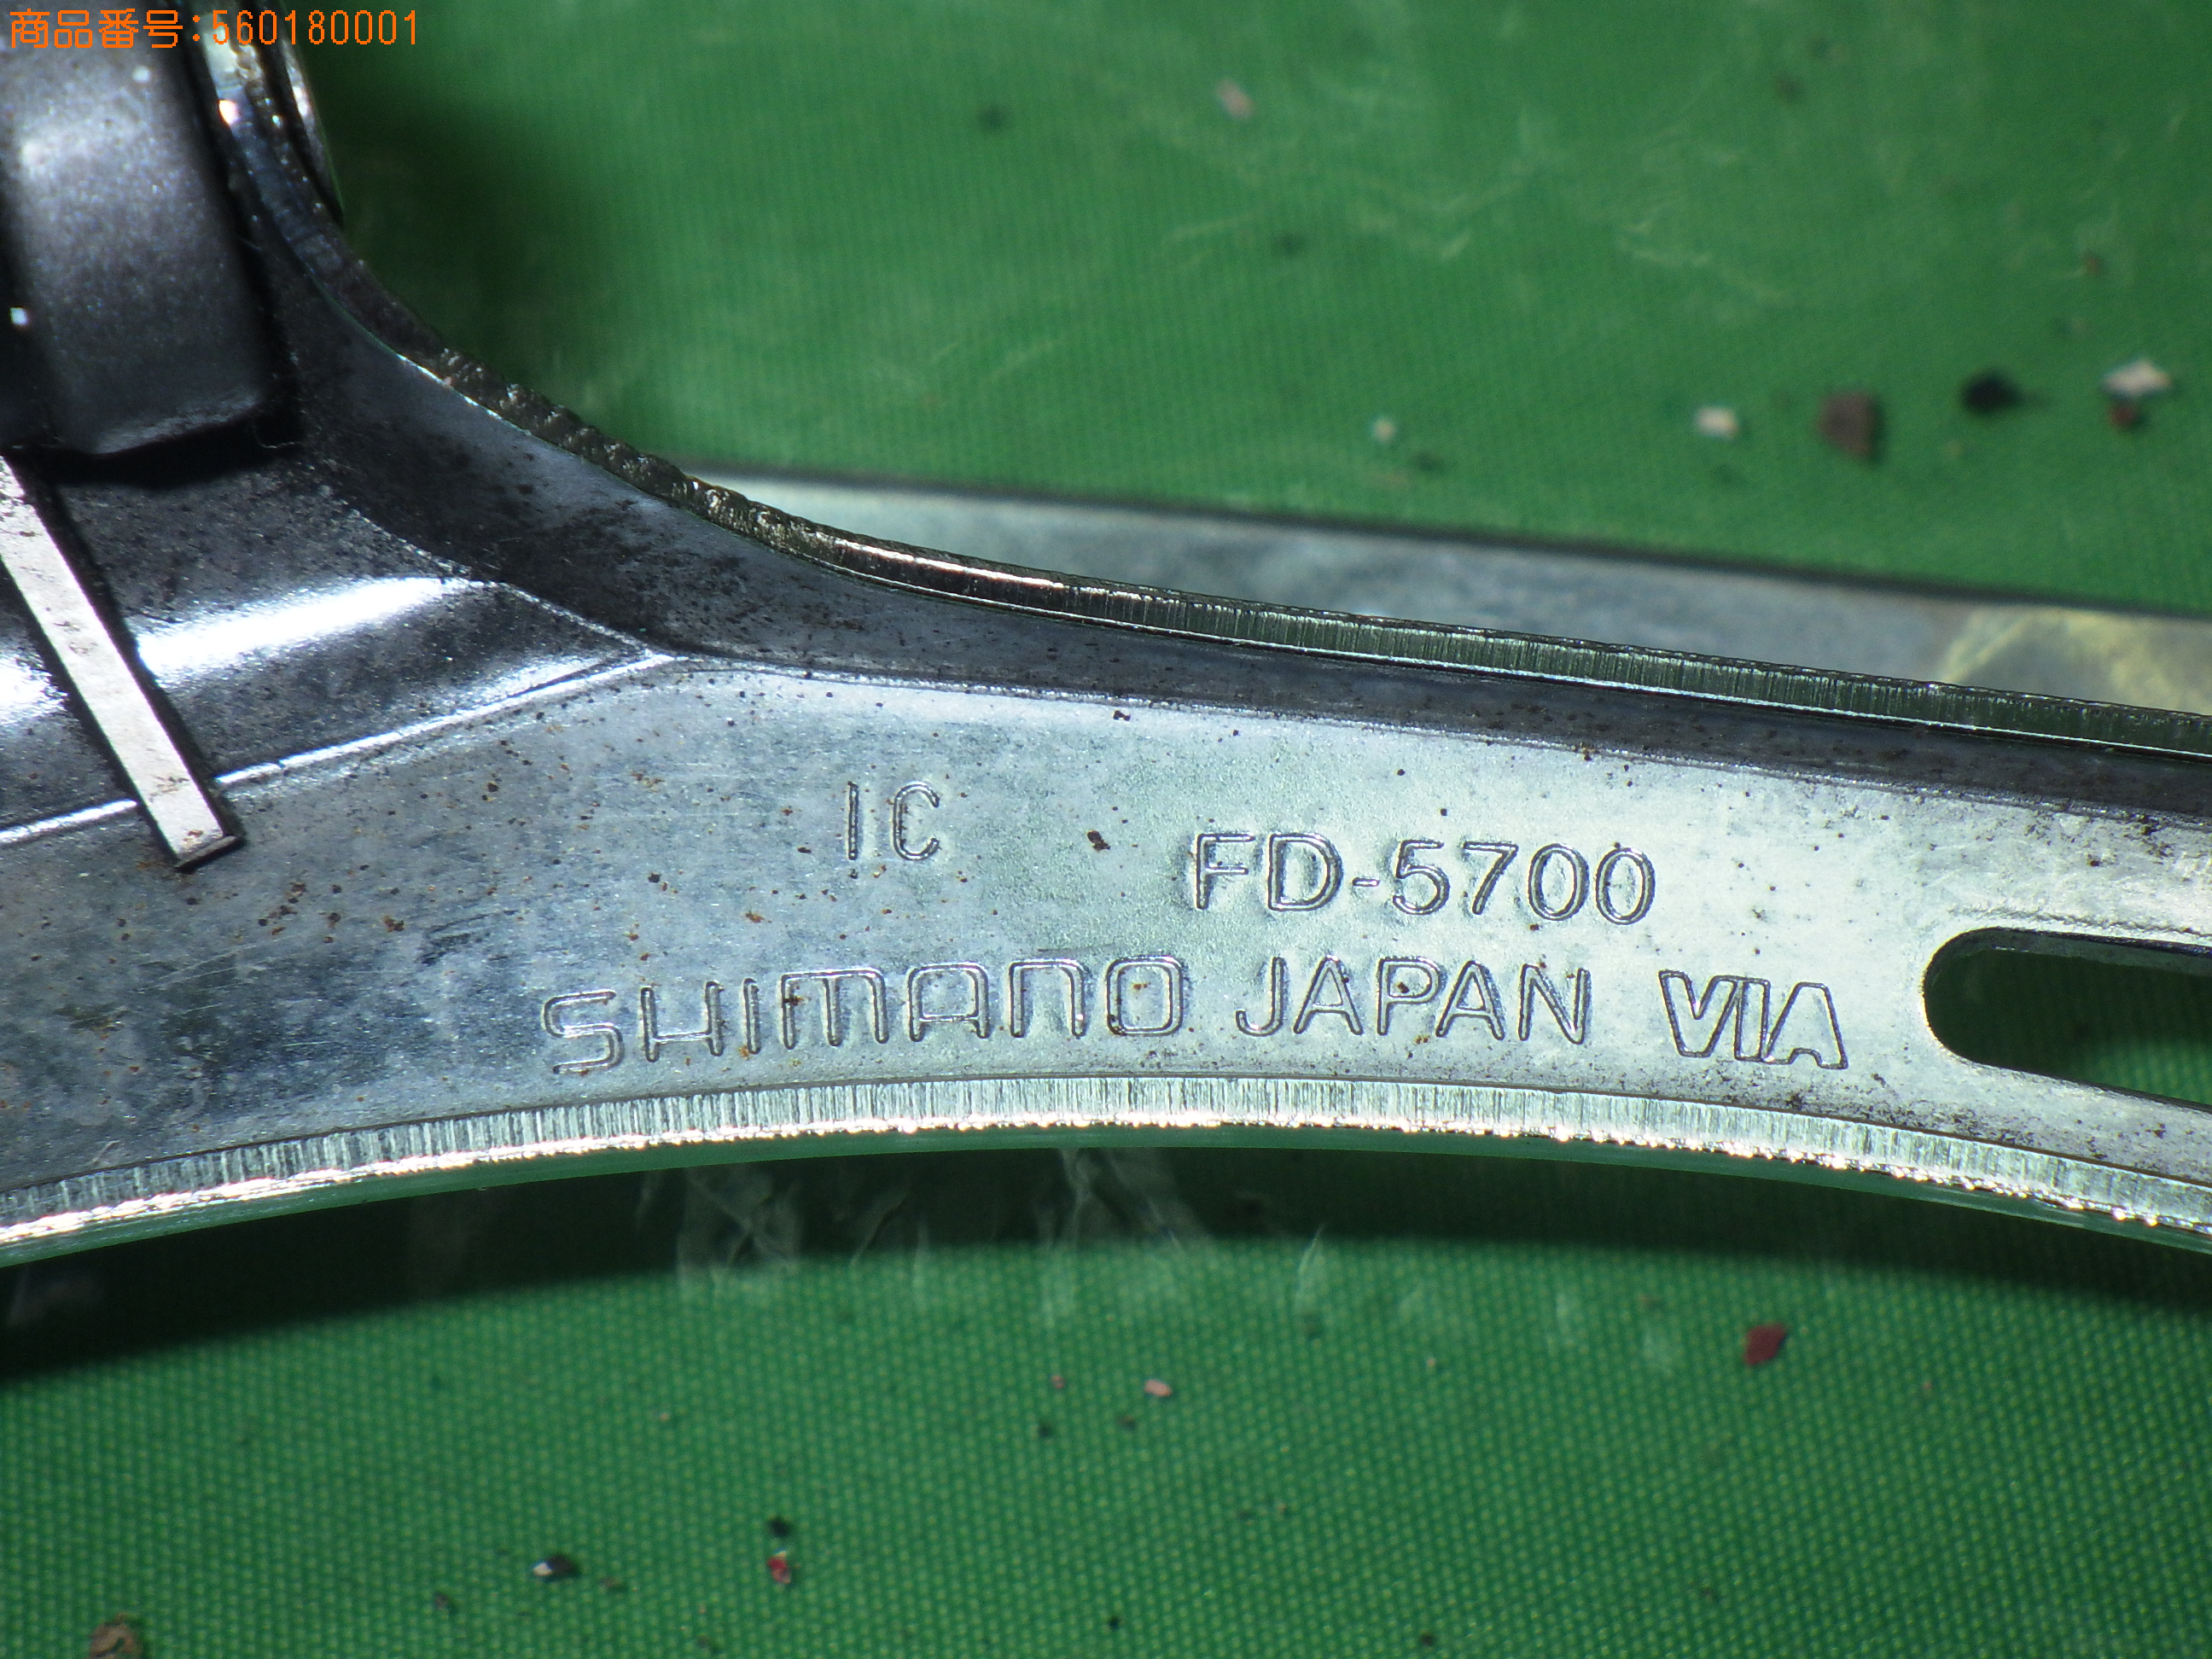 商品番号:560180001
IC
FD-5700
SHIMANO JAPAN VIA